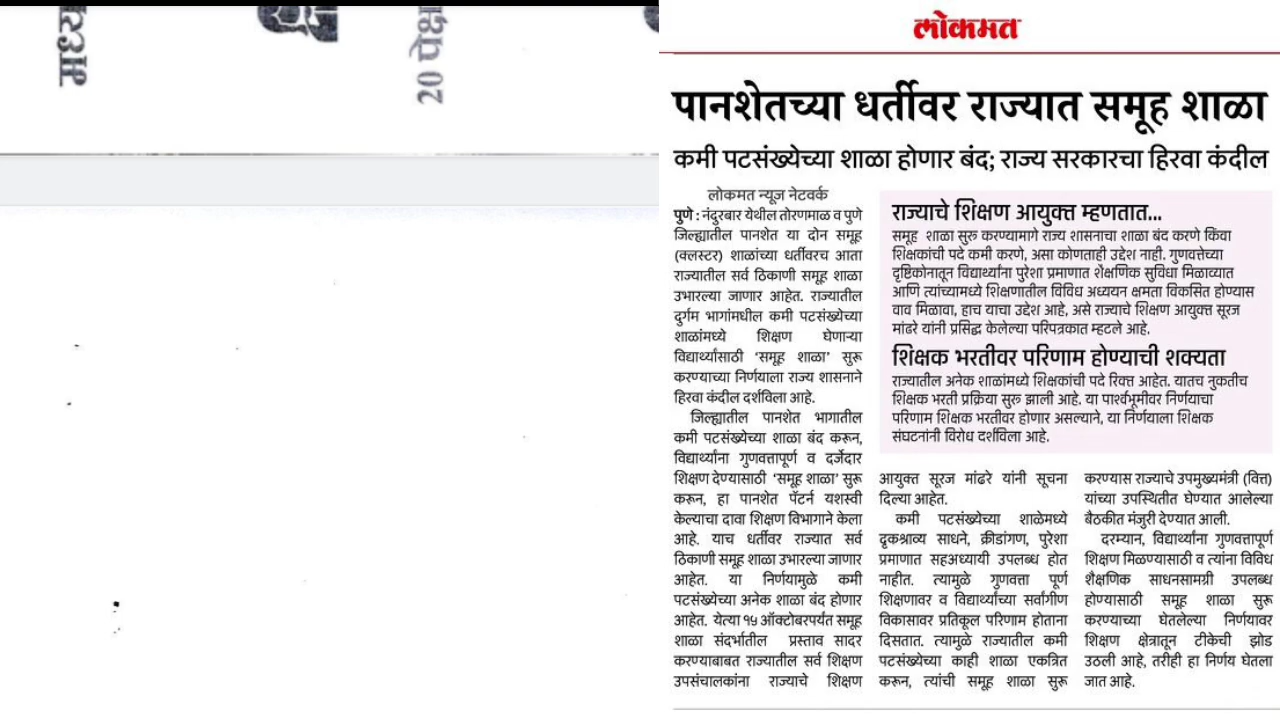 मध्य
20 पेक्ष
लोकमत
पानशेतच्या धर्तीवर राज्यात समूह शाळा
कमी पटसंख्येच्या शाळा होणार बंद; राज्य सरकारचा हिरवा कंदील
लोकमत न्यूज नेटवर्क
पुणे : नंदुरबार येथील तोरणमाळ व पुणे
जिल्ह्यातील पानशेत या दोन समूह
(क्लस्टर) शाळांच्या धर्तीवरच आता
राज्यातील सर्व ठिकाणी समूह शाळा
उभारल्या जाणार आहेत. राज्यातील
दुर्गम भागांमधील कमी पटसंख्येच्या
शाळांमध्ये शिक्षण घेणाऱ्या
विद्यार्थ्यांसाठी ‘समूह शाळा’ सुरू
करण्याच्या निर्णयाला राज्य शासनाने
हिरवा कंदील दर्शविला आहे.
जिल्ह्यातील पानशेत भागातील
कमी पटसंख्येच्या शाळा बंद करून,
विद्यार्थ्यांना गुणवत्तापूर्ण व दर्जेदार
शिक्षण देण्यासाठी ‘समूह शाळा’ सुरू
करून, हा पानशेत पॅटर्न यशस्वी
केल्याचा दावा शिक्षण विभागाने केला
आहे. याच धर्तीवर राज्यात सर्व
ठिकाणी समूह शाळा उभारल्या जाणार
आहेत. या निर्णयामुळे कमी
पटसंख्येच्या अनेक शाळा बंद होणार
आहेत. येत्या १५ ऑक्टोबरपर्यंत समूह
शाळा संदर्भातील प्रस्ताव सादर
करण्याबाबत राज्यातील सर्व शिक्षण
उपसंचालकांना राज्याचे शिक्षण
राज्याचे शिक्षण आयुक्त म्हणतात...
समूह शाळा सुरु करण्यामागे राज्य शासनाचा शाळा बंद करणे किंवा
शिक्षकांची पदे कमी करणे, असा कोणताही उद्देश नाही. गुणवत्तेच्या
दृष्टिकोनातून विद्यार्थ्यांना पुरेशा प्रमाणात शैक्षणिक सुविधा मिळाव्यात
आणि त्यांच्यामध्ये शिक्षणातील विविध अध्ययन क्षमता विकसित होण्यास
वाव मिळावा, हाच याचा उद्देश आहे, असे राज्याचे शिक्षण आयुक्त सूरज
मांढरे यांनी प्रसिद्ध केलेल्या परिपत्रकात म्हटले आहे.
शिक्षक भरतीवर परिणाम होण्याची शक्यता
राज्यातील अनेक शाळांमध्ये शिक्षकांची पदे रिक्त आहेत. यातच नुकतीच
शिक्षक भरती प्रक्रिया सुरु झाली आहे. या पार्श्वभूमीवर निर्णयाचा
परिणाम शिक्षक भरतीवर होणार असल्याने, या निर्णयाला शिक्षक
संघटनांनी विरोध दर्शविला आहे.
आयुक्त सूरज मांढरे यांनी सूचना
दिल्या आहेत.
कमी पटसंख्येच्या शाळेमध्ये
दृकश्राव्य साधने, क्रीडांगण, पुरेशा
प्रमाणात सहअध्यायी उपलब्ध होत
नाहीत. त्यामुळे गुणवत्ता पूर्ण
शिक्षणावर व विद्यार्थ्यांच्या सर्वांगीण
विकासावर प्रतिकूल परिणाम होताना
दिसतात. त्यामुळे राज्यातील कमी
पटसंख्येच्या काही शाळा एकत्रित
करून, त्यांची समूह शाळा सुरू
करण्यास राज्याचे उपमुख्यमंत्री (वित्त)
यांच्या उपस्थितीत घेण्यात आलेल्या
बैठकीत मंजुरी देण्यात आली.
दरम्यान, विद्यार्थ्यांना गुणवत्तापूर्ण
शिक्षण मिळण्यासाठी व त्यांना विविध
शैक्षणिक साधनसामग्री उपलब्ध
होण्यासाठी समूह शाळा सुरू
करण्याच्या घेतलेल्या निर्णयावर
शिक्षण क्षेत्रातून टीकेची झोड
उठली आहे, तरीही हा निर्णय घेतला
जात आहे.